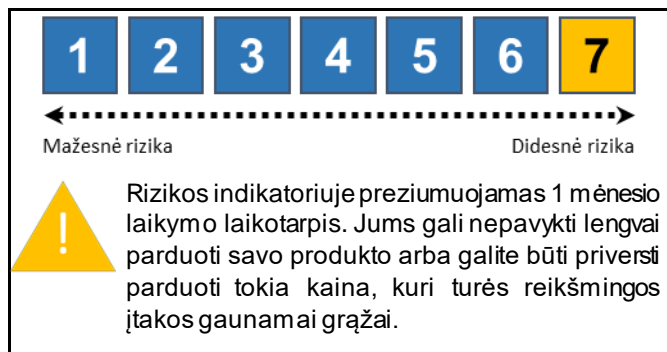 1 2 3 4 5 6 7
Mažesnė rizika Didesnė rizika
!
Rizikos indikatoriuje preziumuojamas 1 mėnesio
laikymo laikotarpis. Jums gali nepavykti lengvai
parduoti savo produkto arba galite būti priversti
parduoti tokia kaina, kuri turės reikšmingos
įtakos gaunamai grąžai.